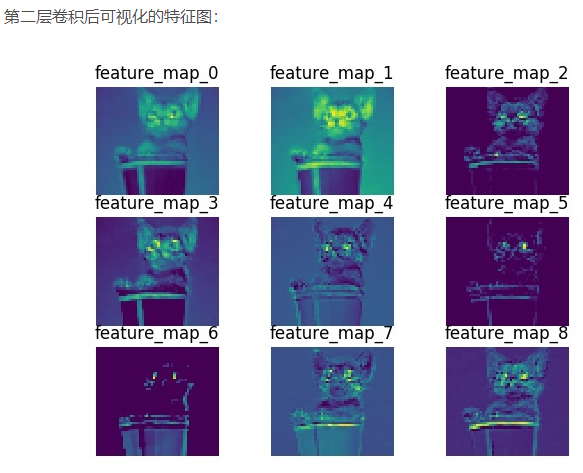 第二层卷积后可视化的特征图：
feature_map_0 feature_map_1 feature_map_2
feature_map_3 feature_map_4 feature_map_5
feature_map_6 feature_map_7 feature_map_8